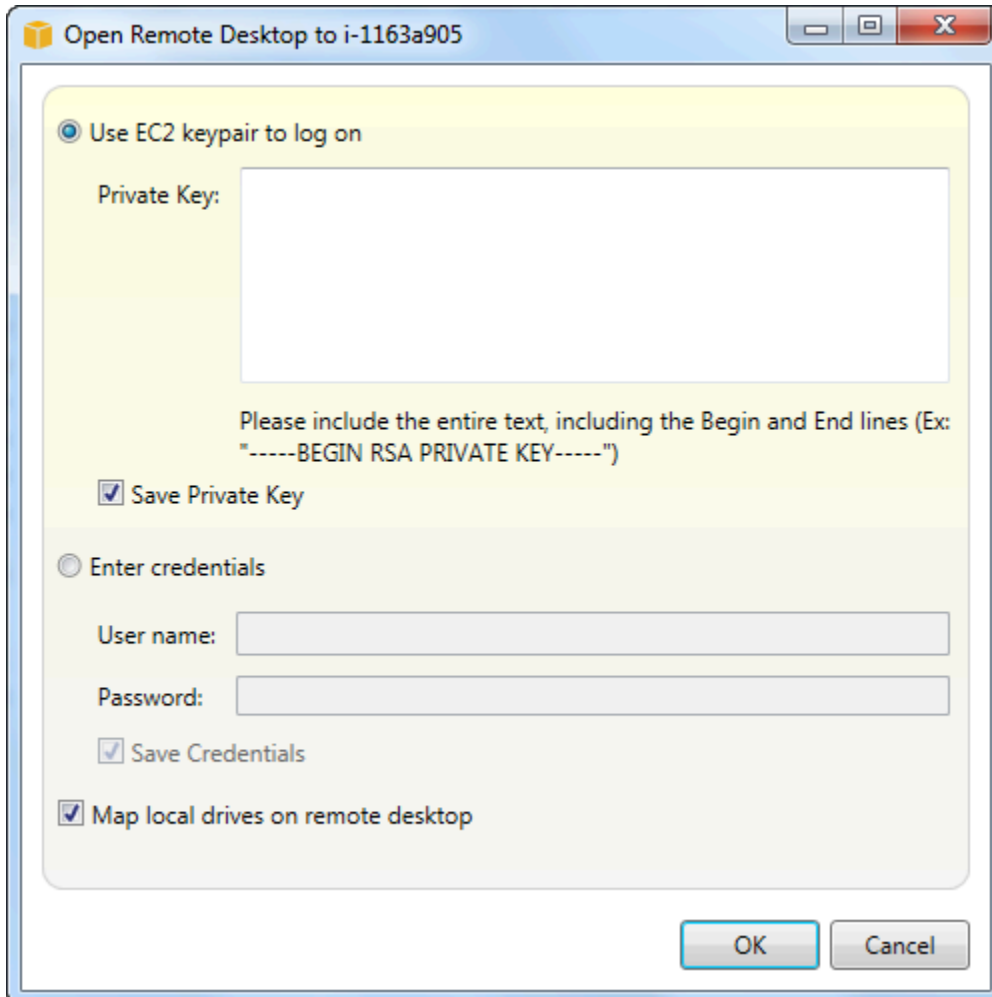 Open Remote Desktop to i-1163a905
Use EC2 keypair to log on
Private Key:
Please include the entire text, including the Begin and End lines (Ex:
"-----BEGIN RSA PRIVATE KEY-----")
Save Private Key
Enter credentials
User name:
Password:
Save Credentials
Map local drives on remote desktop
OK Cancel